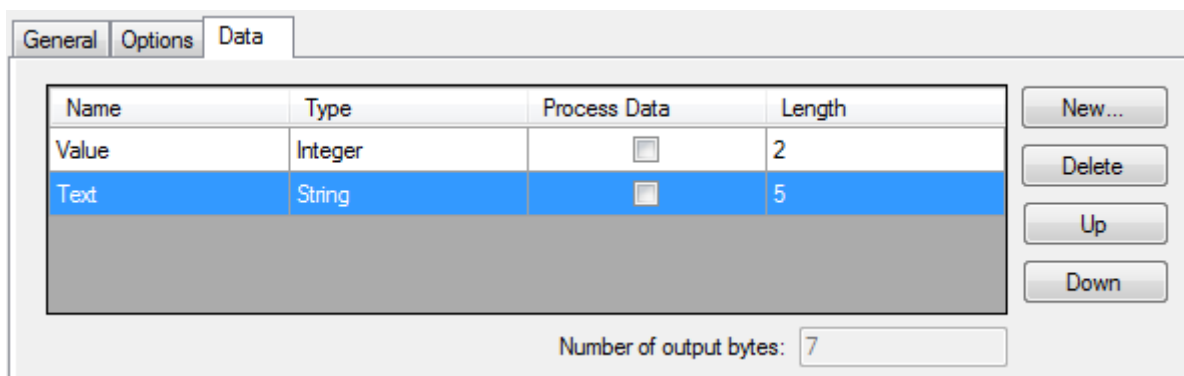 General Options Data
Name Type Process Data Length New...
Value Integer 2
Delete
Text String 5
Up
Down
Number of output bytes: 7